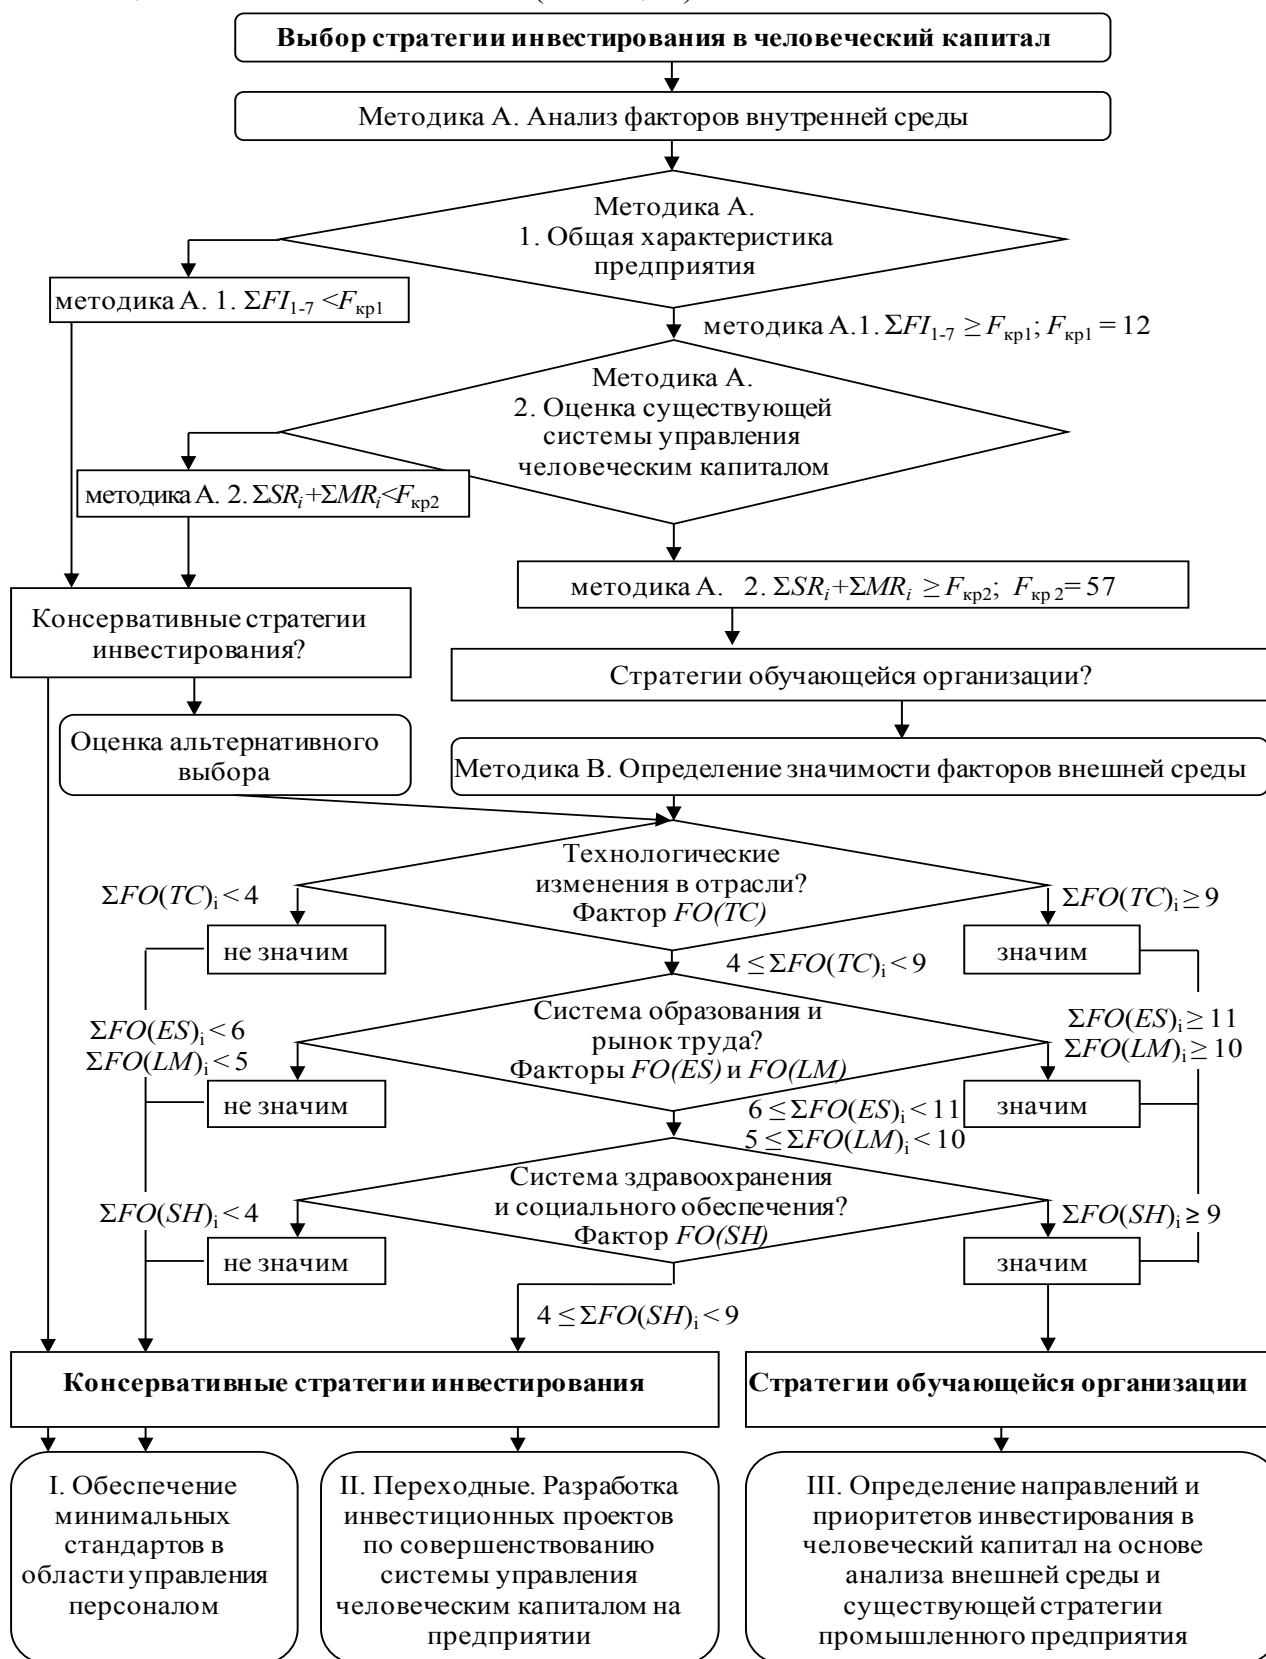 Выбор стратегии инвестирования в человеческий капитал
Методика А. Анализ факторов внутренней среды
Методика А.
1. Общая характеристика
предприятия
методика А. 1. ΣFI1-7 <Fкр1
методика А.1. ΣFI1-7 ≥ Fкр1; Fкр1 = 12
Методика А.
2. Оценка существующей
системы управления
человеческим капиталом
методика А. 2. ΣSRi+ΣMRi<Fкр2
методика А. 2. ΣSRi+ΣMRi ≥ Fкр2; Fкр 2= 57
Консервативные стратегии
инвестирования?
Стратегии обучающейся организации?
Оценка альтернативного
выбора
Методика В. Определение значимости факторов внешней среды
Технологические
изменения в отрасли?
Фактор FO(TC)
ΣFO(TC)i < 4
ΣFO(TC)i ≥ 9
не значим
значим
4 ≤ ΣFO(TC)i < 9
Система образования и
рынок труда?
Факторы FO(ES) и FO(LM)
ΣFO(ES)i < 6
ΣFO(LM)i < 5
ΣFO(ES)i ≥ 11
ΣFO(LM)i ≥ 10
не значим
значим
6 ≤ ΣFO(ES)i < 11
5 ≤ ΣFO(LM)i < 10
Система здравоохранения
и социального обеспечения?
Фактор FO(SH)
ΣFO(SH)i < 4
ΣFO(SH)i ≥ 9
не значим
значим
4 ≤ ΣFO(SH)i < 9
Консервативные стратегии инвестирования
Стратегии обучающейся организации
I. Обеспечение
минимальных
стандартов в
области управления
персоналом
II. Переходные. Разработка
инвестиционных проектов
по совершенствованию
системы управления
человеческим капиталом на
предприятии
III. Определение направлений и
приоритетов инвестирования в
человеческий капитал на основе
анализа внешней среды и
существующей стратегии
промышленного предприятия